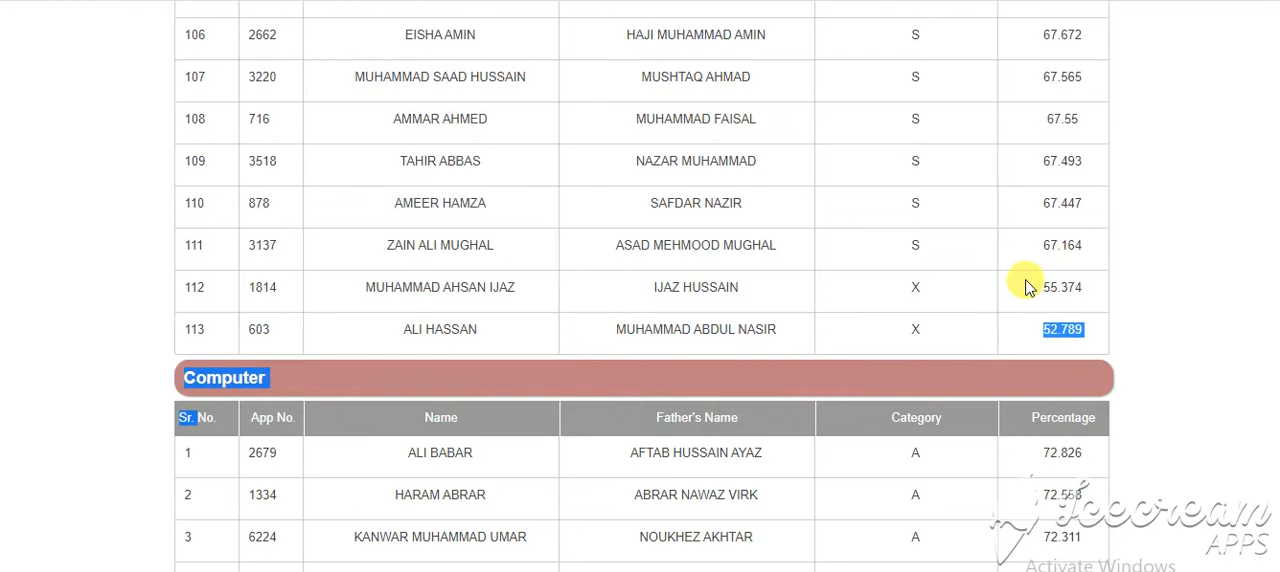 106 2662 EISHA AMIN HAJI MUHAMMAD AMIN S 67.672
107 3220 MUHAMMAD SAAD HUSSAIN MUSHTAQ AHMAD S 67.565
108 716 AMMAR AHMED MUHAMMAD FAISAL S 67.55
109 3518 TAHIR ABBAS NAZAR MUHAMMAD S 67.493
110 878 AMEER HAMZA SAFDAR NAZIR S 67.447
111 3137 ZAIN ALI MUGHAL ASAD MEHMOOD MUGHAL S 67.164
112 1814 MUHAMMAD AHSAN IJAZ IJAZ HUSSAIN X 55.374
113 603 ALI HASSAN MUHAMMAD ABDUL NASIR X 52.789
Computer
Sr. No. App No. Name Father's Name Category Percentage
1 2679 ALI BABAR AFTAB HUSSAIN AYAZ A 72.826
2 1334 HARAM ABRAR ABRAR NAWAZ VIRK A 72.553
3 6224 KANWAR MUHAMMAD UMAR NOUKHEZ AKHTAR A 72.311
Icecream
APPS
Activate Windows